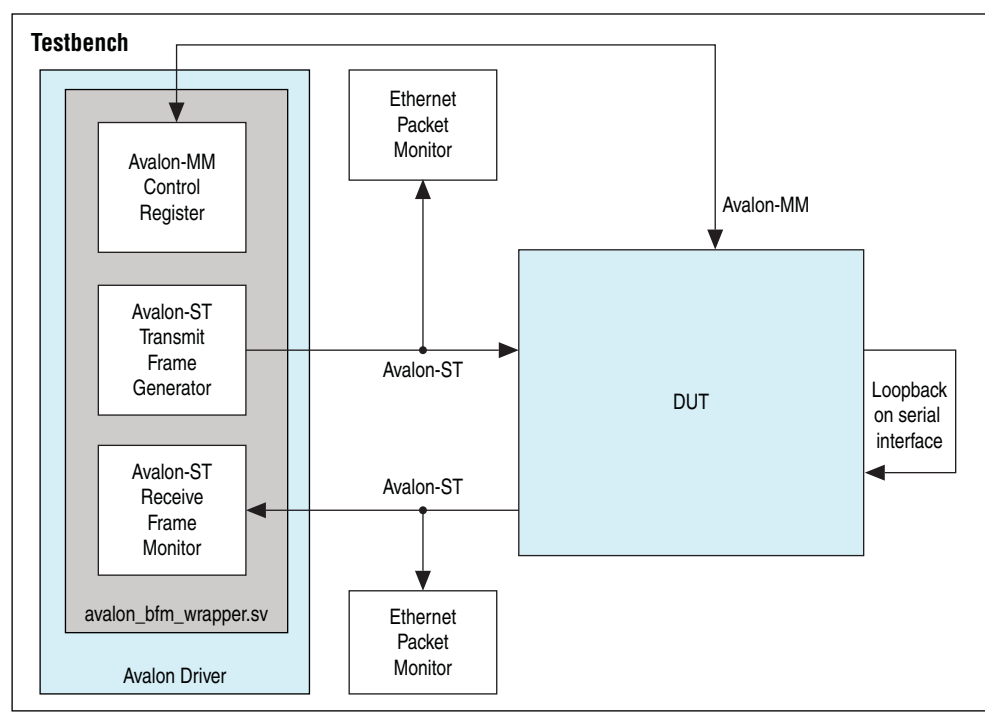 Testbench
Avalon-MM
Control
Register
Avalon-ST
Transmit
Frame
Generator
Avalon-ST
Receive
Frame
Monitor
avalon_bfm_wrapper.sv
Avalon Driver
Ethernet
Packet
Monitor
Avalon-MM
Avalon-ST
DUT
Loopback
on serial
interface
Avalon-ST
Ethernet
Packet
Monitor